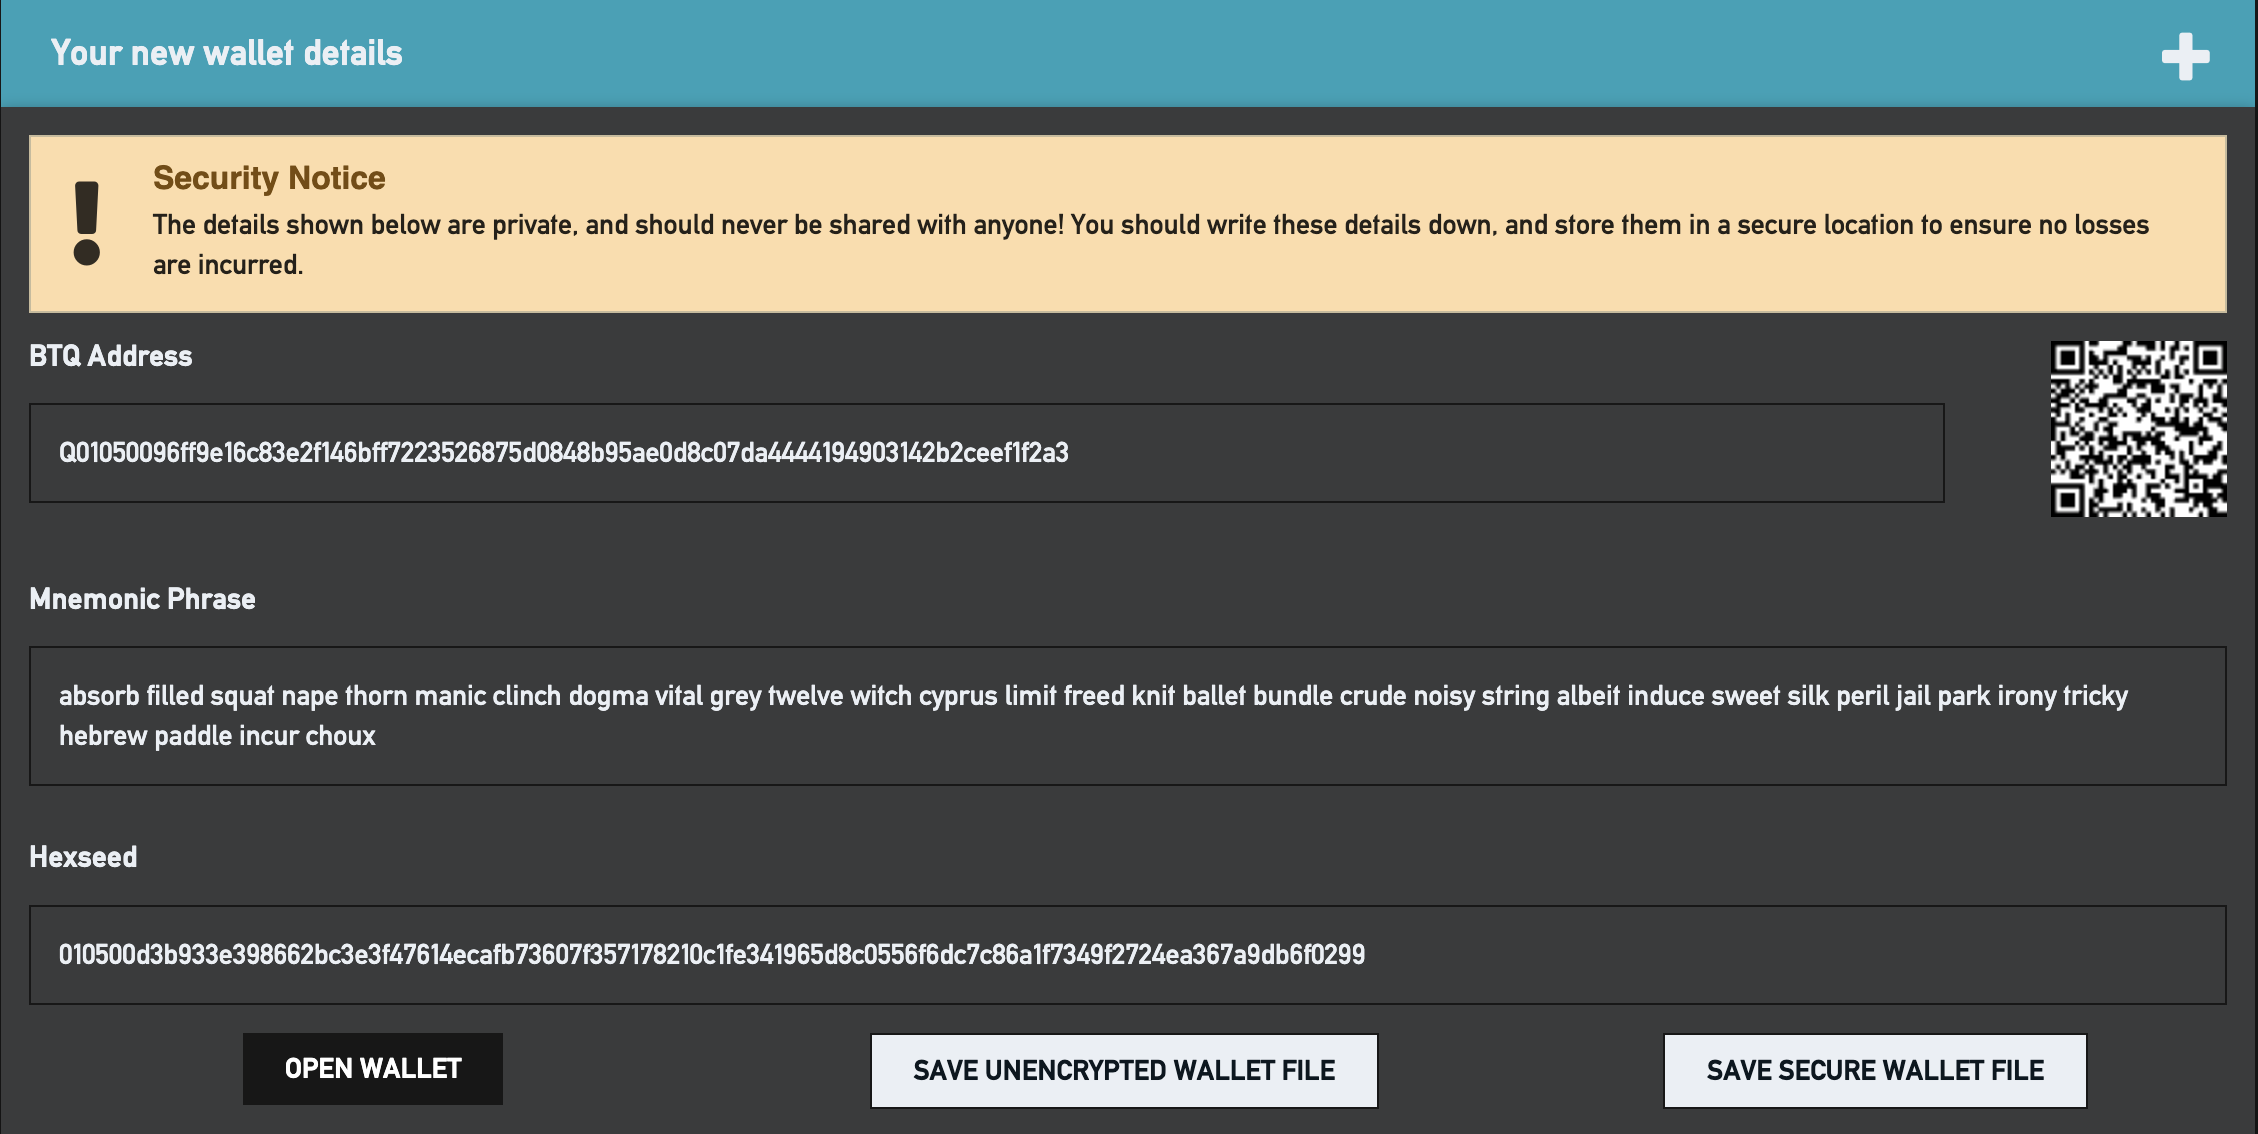 Your new wallet details
Security Notice
The details shown below are private, and should never be shared with anyone! You should write these details down, and store them in a secure location to ensure no losses
are incurred.
BTQ Address
Q01050096ff9e16c83e2f146bff7223526875d0848b95ae0d8c07da4444194903142b2ceef1f2a3
Mnemonic Phrase
absorb filled squat nape thorn manic clinch dogma vital grey twelve witch cyprus limit freed knit ballet bundle crude noisy string albeit induce sweet silk peril jail park irony tricky
hebrew paddle incur choux
Hexseed
010500d3b933e398662bc3e3f47614ecafb73607f357178210c1fe341965d8c0556f6dc7c86a1f7349f2724ea367a9db6f0299
OPEN WALLET
SAVE UNENCRYPTED WALLET FILE
SAVE SECURE WALLET FILE